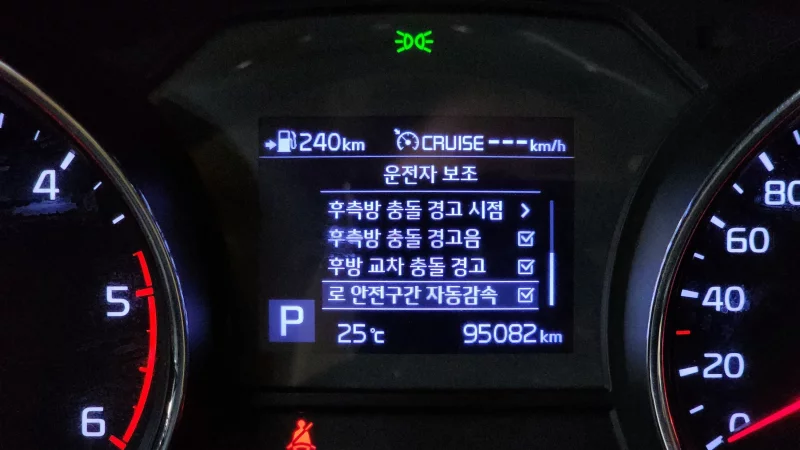 240km CRUISE ---km/h
운전자 보조
후측방 충돌 경고 시점
후측방 충돌 경고음
후방 교차 충돌 경고
로 안전구간 자동감속
P 25℃ 95082 km
4
5
6
80
60
40
20
0